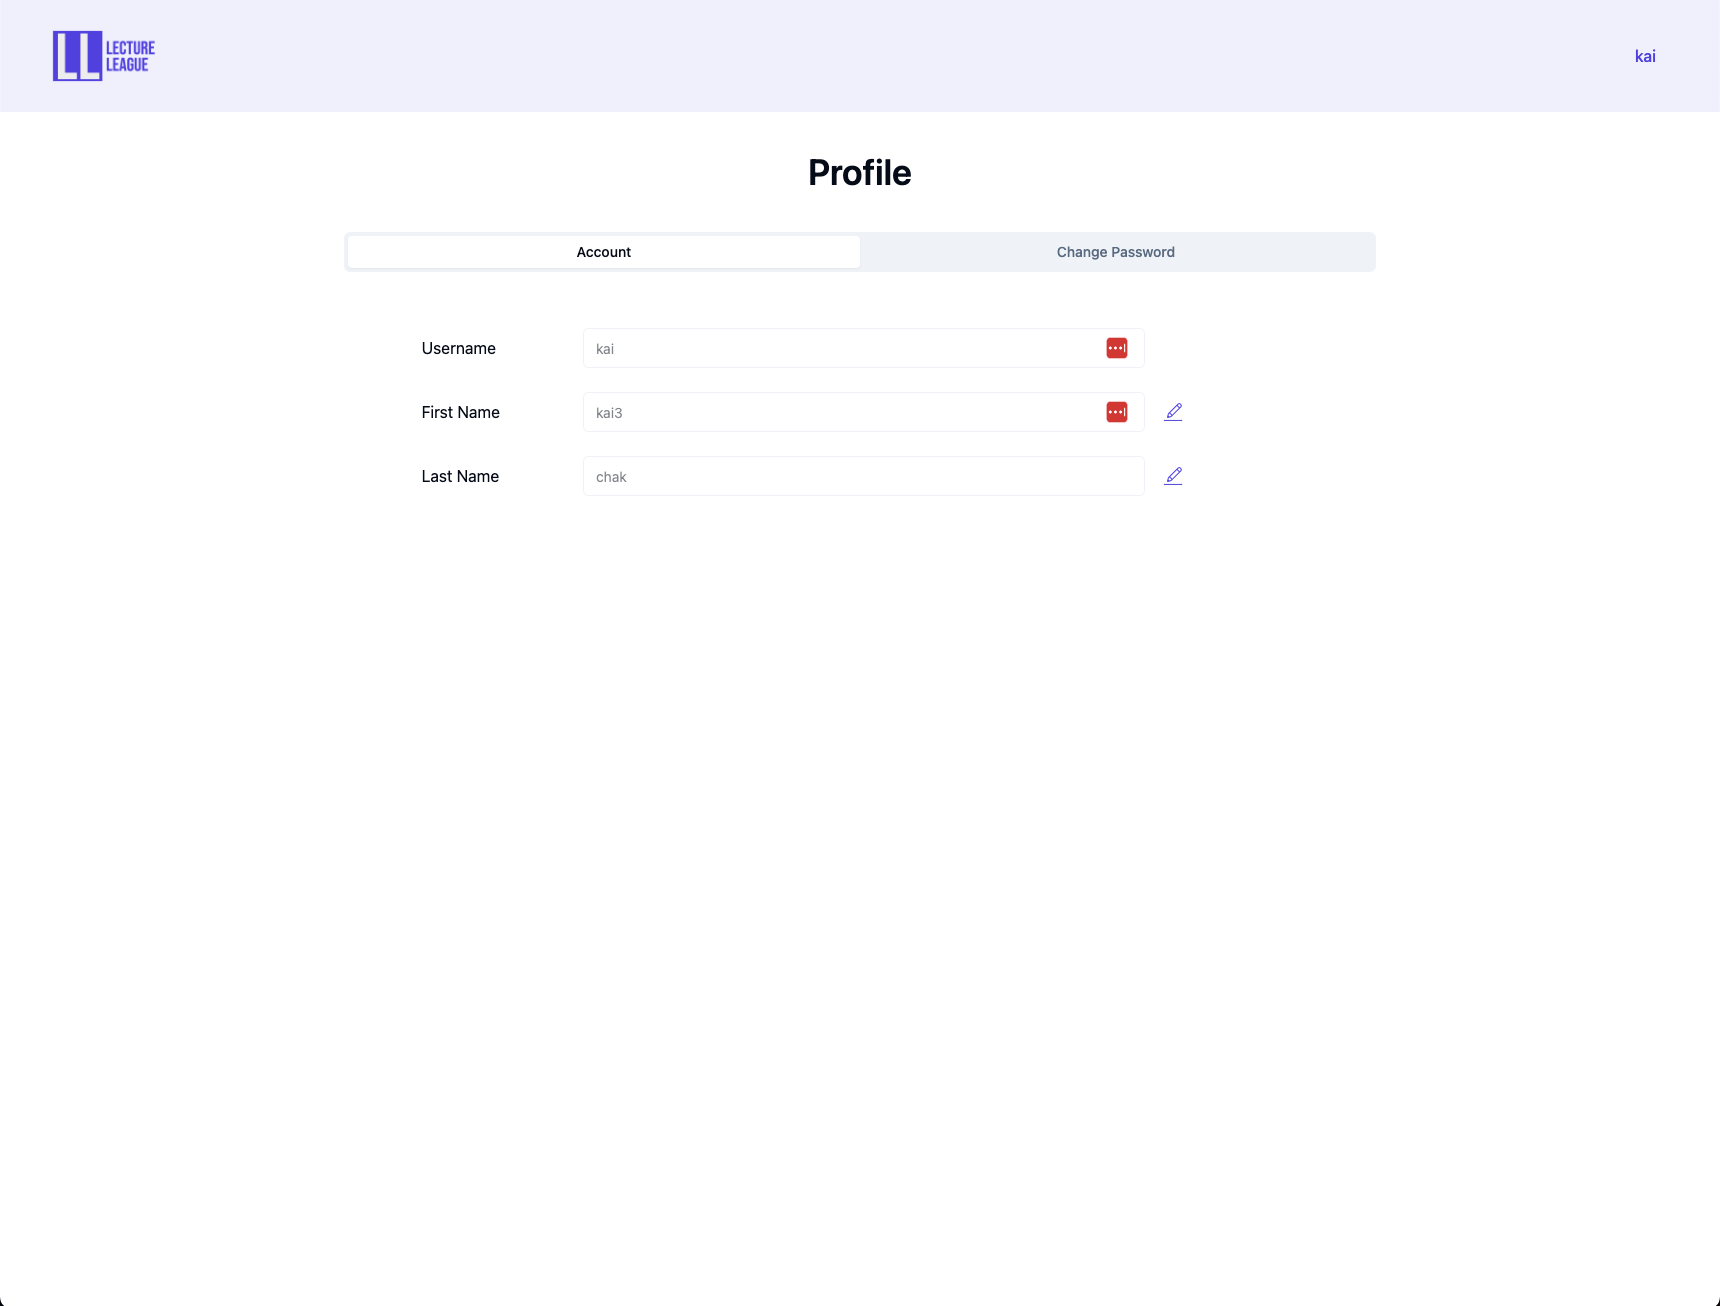 LL LECTURE
LEAGUE
kai
Profile
Account
Change Password
Username
kai
First Name
kai3
Last Name
chak